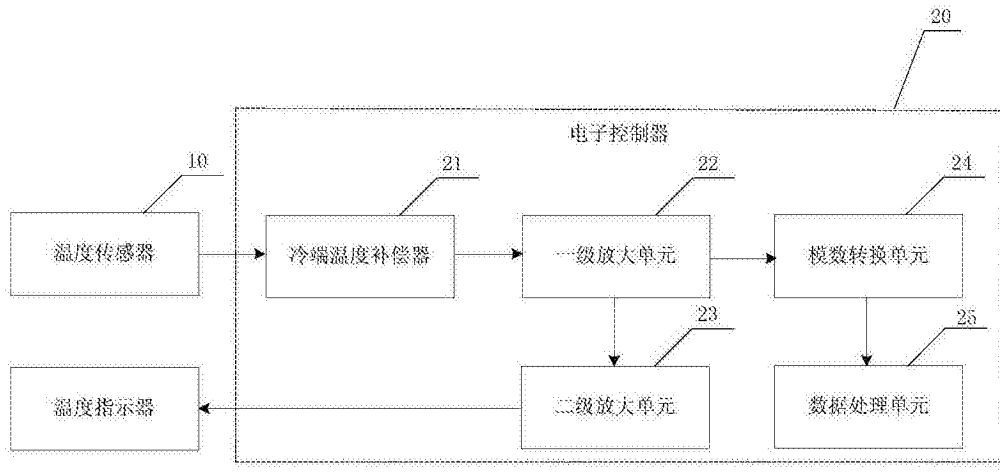 20
电子控制器
10
21
22
24
温度传感器
冷端温度补偿器
一级放大单元
模数转换单元
23
25
温度指示器
二级放大单元
数据处理单元